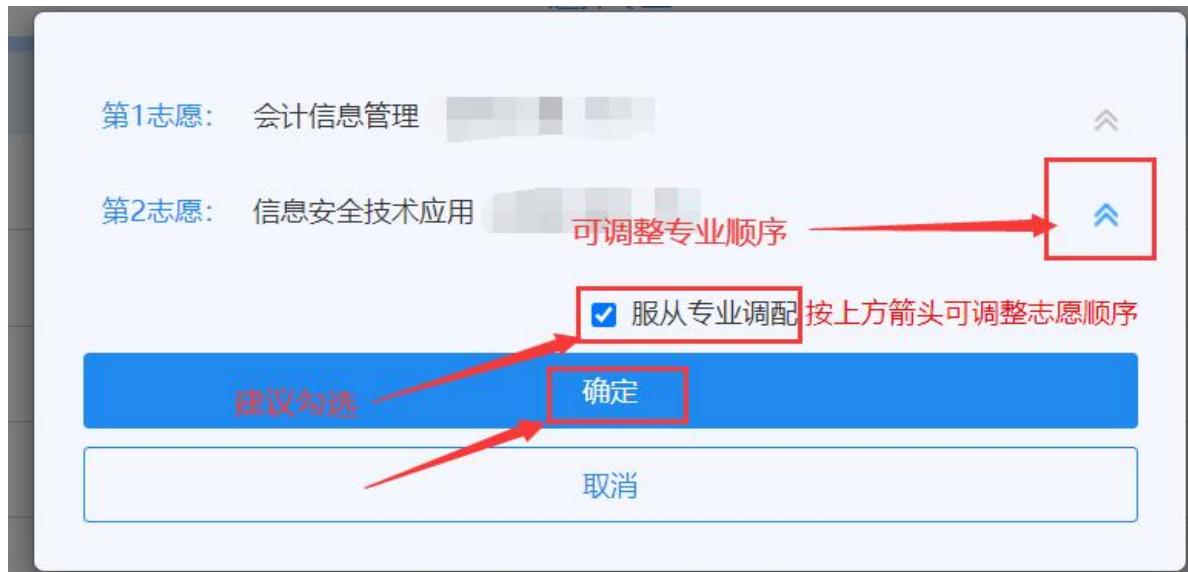 第1志愿： 会计信息管理
第2志愿： 信息安全技术应用
可调整专业顺序
服从专业调配 按上方箭头可调整志愿顺序
建议勾选
确定
取消